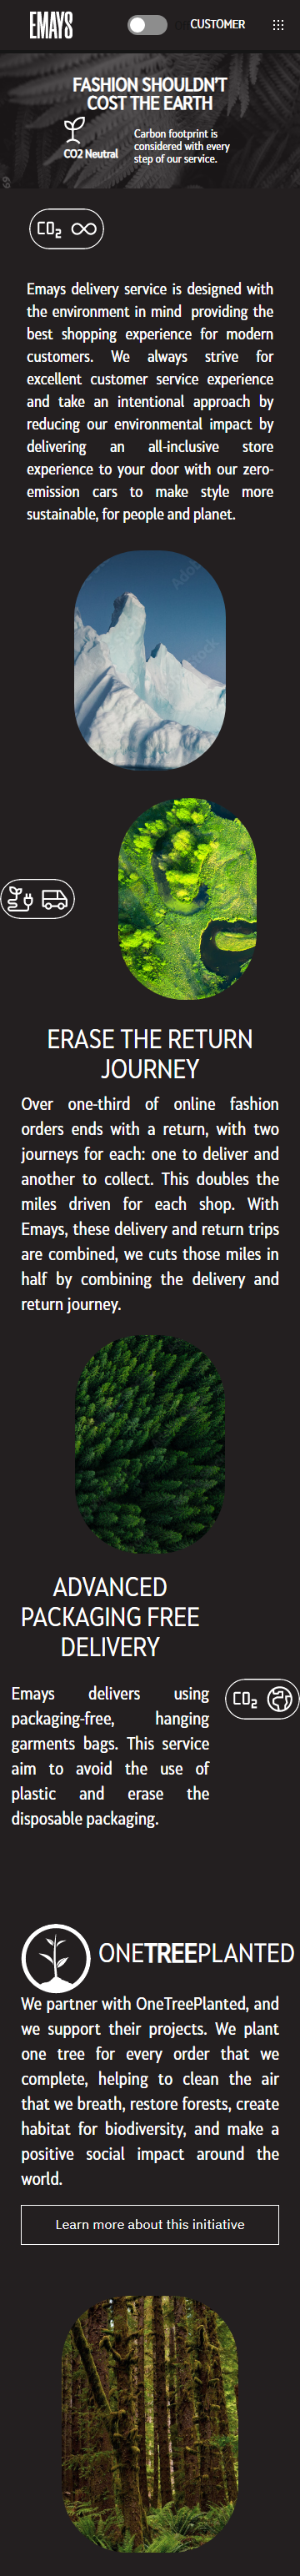 EMAYS
CUSTOMER
FASHION SHOULDN'T
COST THE EARTH
CO2 Neutral
Carbon footprint is
considered with every
step of our service.
CO2
Emays delivery service is designed with
the environment in mind providing the
best shopping experience for modern
customers. We always strive for
excellent customer service experience
and take an intentional approach by
reducing our environmental impact by
delivering an all-inclusive store
experience to your door with our zero-
emission cars to make style more
sustainable, for people and planet.
ERASE THE RETURN
JOURNEY
Over one-third of online fashion
orders ends with a return, with two
journeys for each: one to deliver and
another to collect. This doubles the
miles driven for each shop. With
Emays, these delivery and return trips
are combined, we cuts those miles in
half by combining the delivery and
return journey.
ADVANCED
PACKAGING FREE
DELIVERY
Emays delivers using
packaging-free, hanging
garments bags. This service
aim to avoid the use of
plastic and erase the
disposable packaging.
CO2
ONETREEPLANTED
We partner with OneTreePlanted, and
we support their projects. We plant
one tree for every order that we
complete, helping to clean the air
that we breath, restore forests, create
habitat for biodiversity, and make a
positive social impact around the
world.
Learn more about this initiative